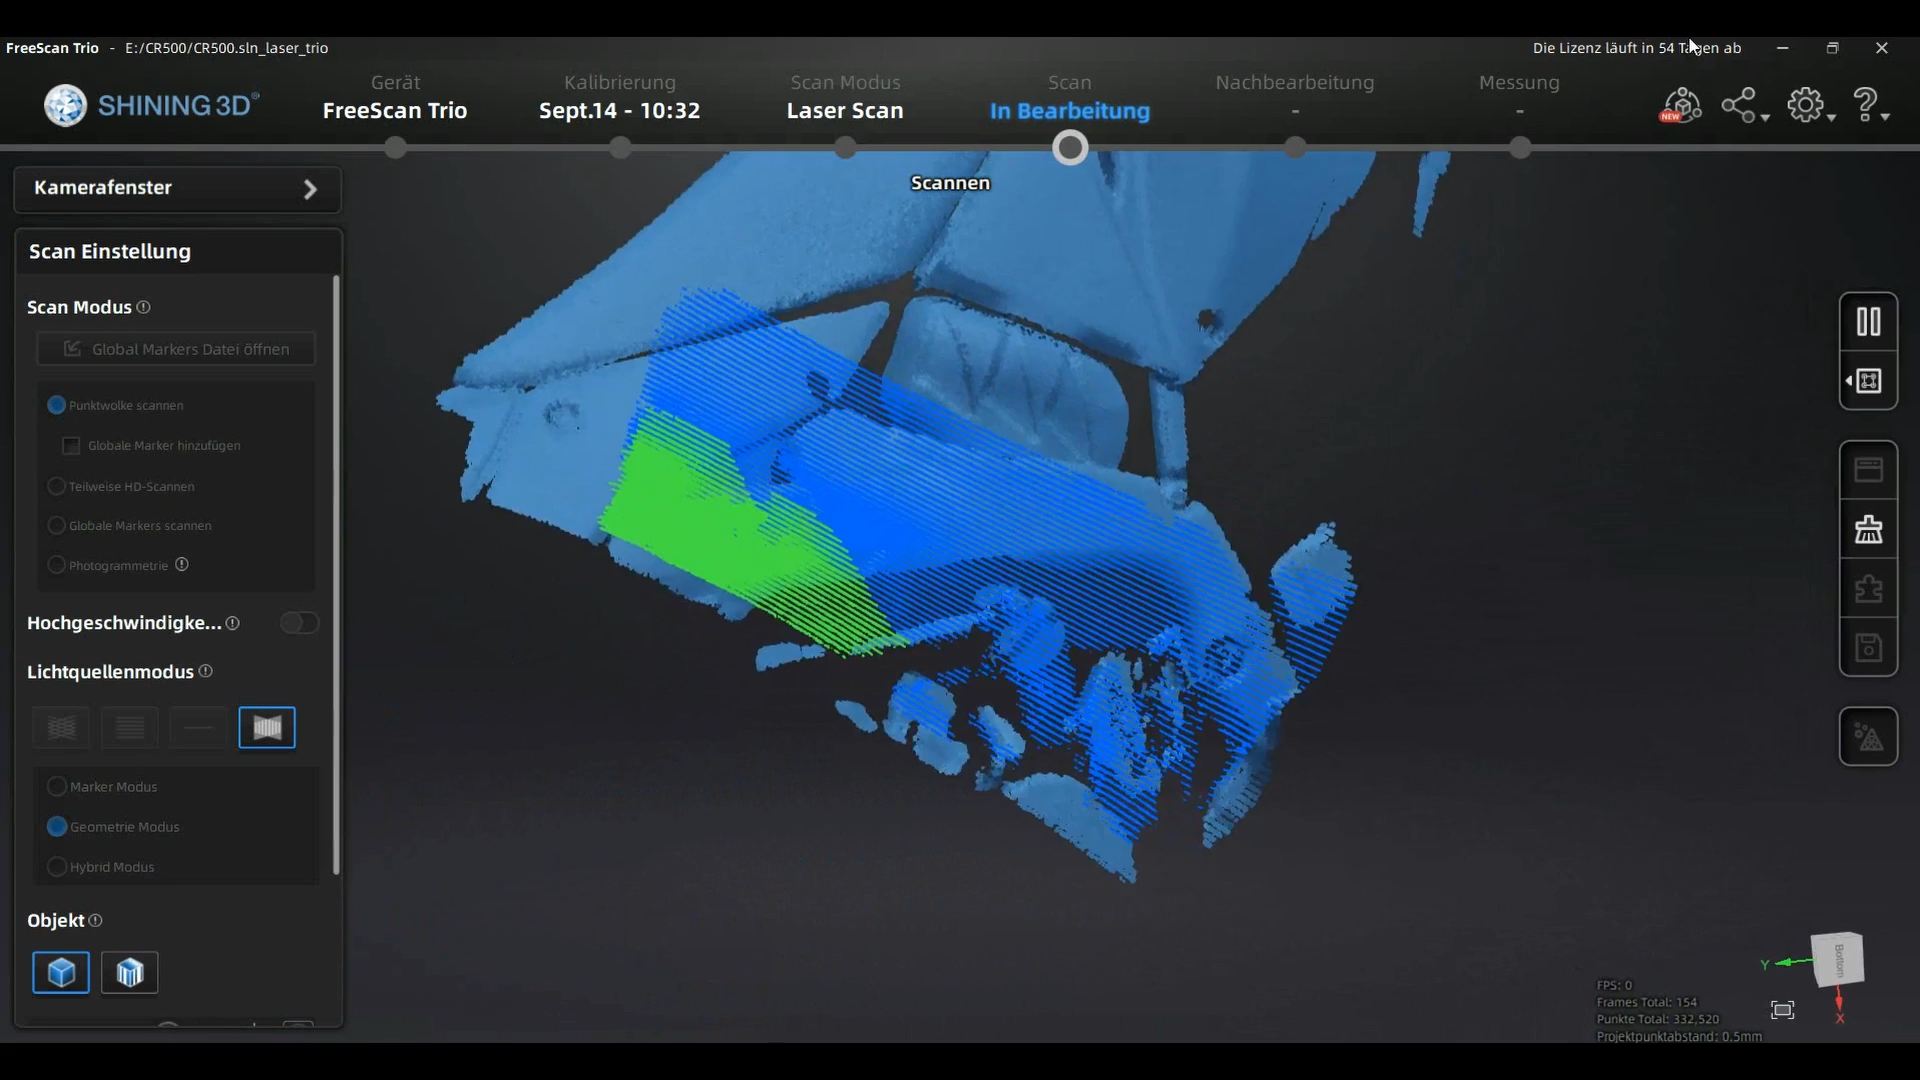 FreeScan Trio - E:/CR500/CR500.sln_laser_trio
Die Lizenz läuft in 54 Tagen ab
SHINING 3D®
Gerät
FreeScan Trio
Kalibrierung
Sept.14 - 10:32
Scan Modus
Laser Scan
Scan
In Bearbeitung
Nachbearbeitung
-
Messung
-
NEW
Scannen
Kamerafenster
Scan Einstellung
Scan Modus
Global Markers Datei öffnen
Punktwolke scannen
Globale Marker hinzufügen
Teilweise HD-Scannen
Globale Markers scannen
Photogrammetrie
Hochgeschwindigke...
Lichtquellenmodus
Marker Modus
Geometrie Modus
Hybrid Modus
Objekt
Bottom
Y
X
FPS: 0
Frames Total: 154
Punkte Total: 332,520
Projektpunktabstand: 0.5mm